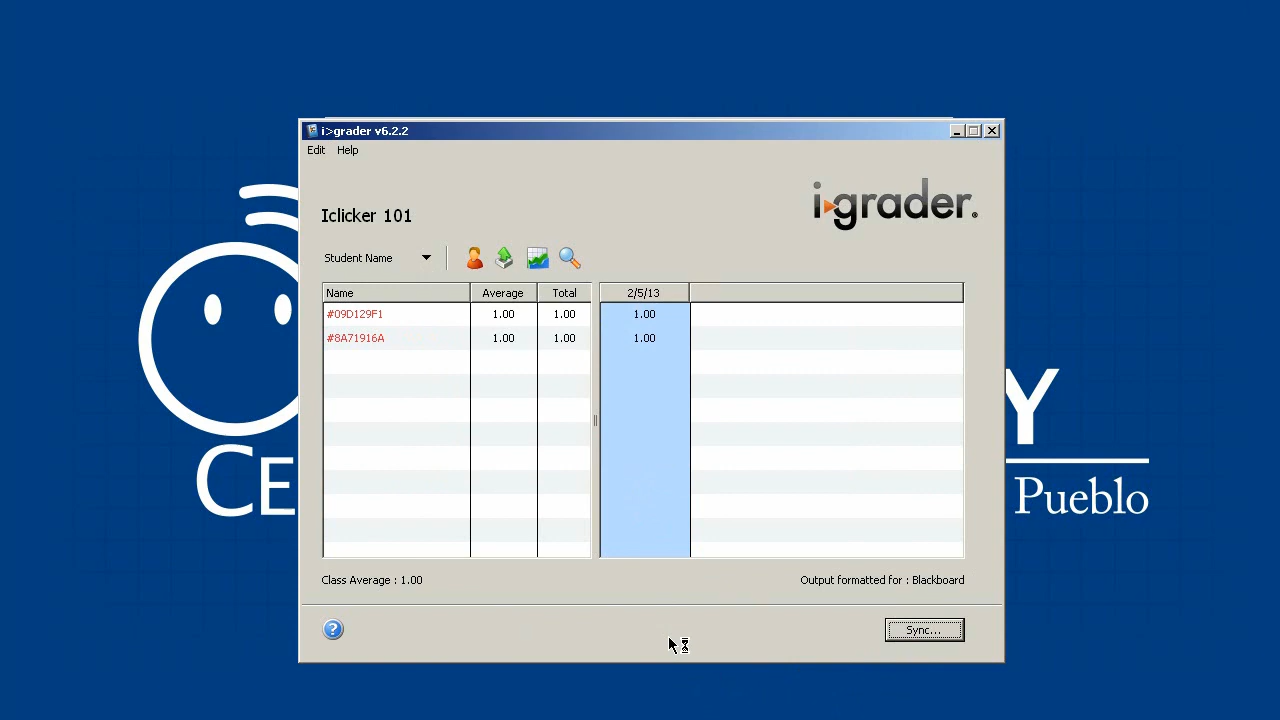 i>grader v6.2.2
Edit Help
i>grader.
Iclicker 101
Student Name
Name Average Total 2/5/13
#09D129F1 1.00 1.00 1.00
#8A71916A 1.00 1.00 1.00
Y
CE
Pueblo
Class Average : 1.00 Output formatted for : Blackboard
? Sync...